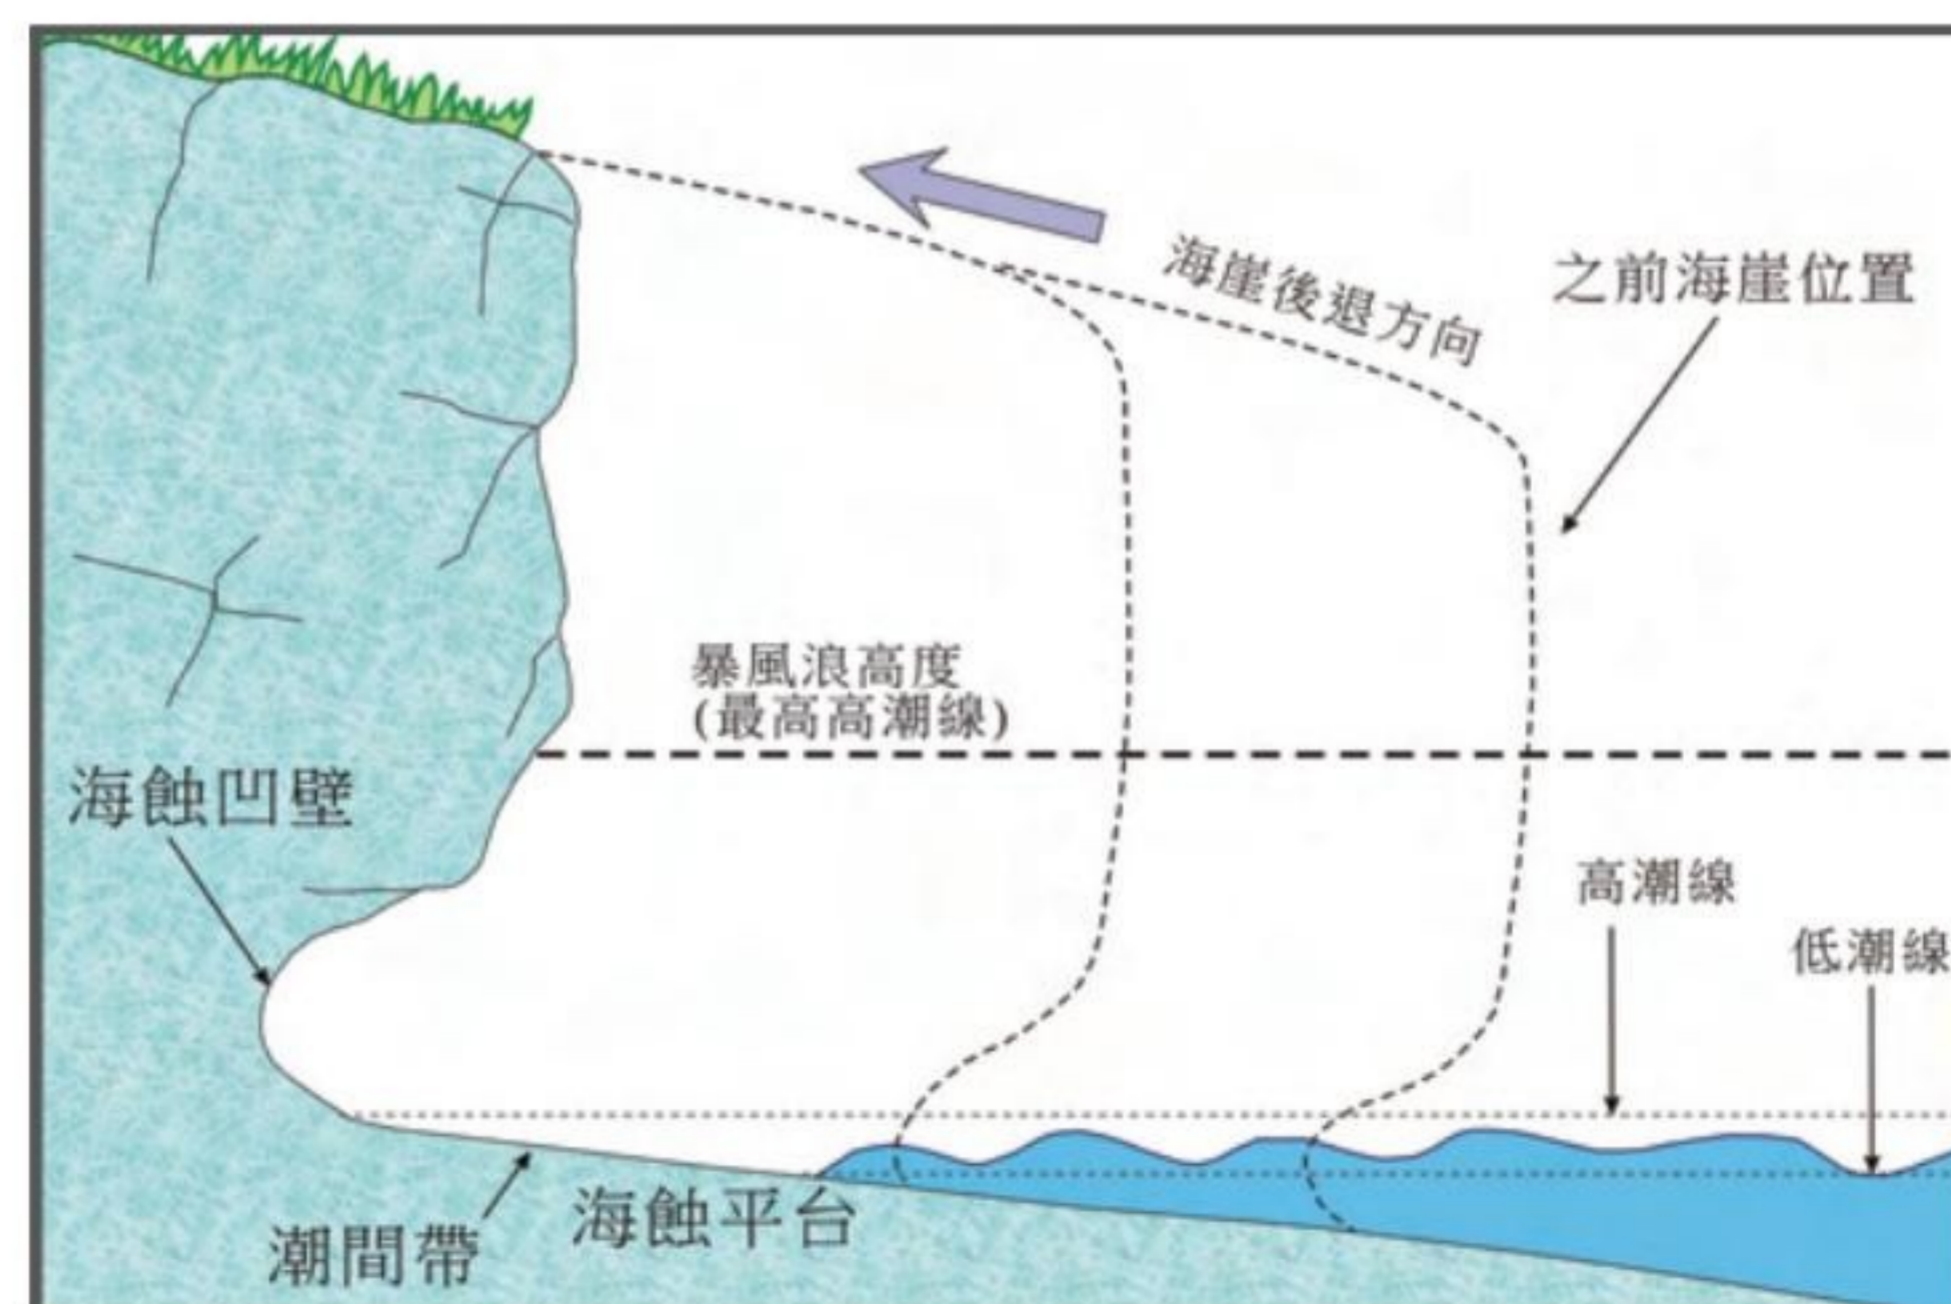 海崖後退方向
之前海崖位置
暴風浪高度
(最高高潮線)
海蝕凹壁
高潮線
低潮線
海蝕平台
潮間帶